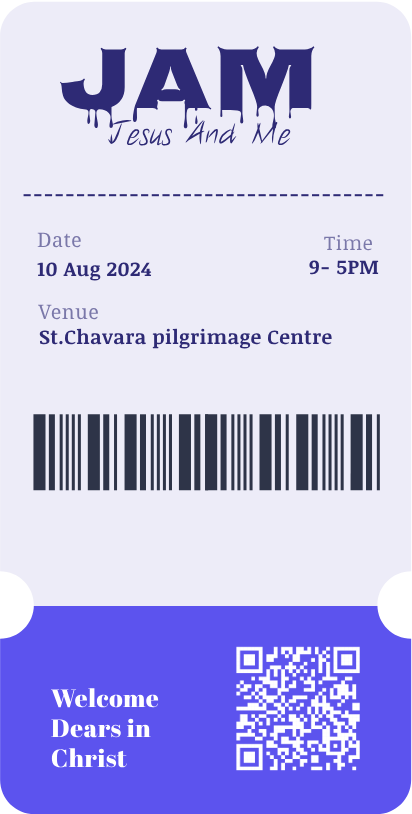 JAM
Jesus And Me
Date
10 Aug 2024
Time
9- 5PM
Venue
St.Chavara pilgrimage Centre
Welcome
Dears in
Christ